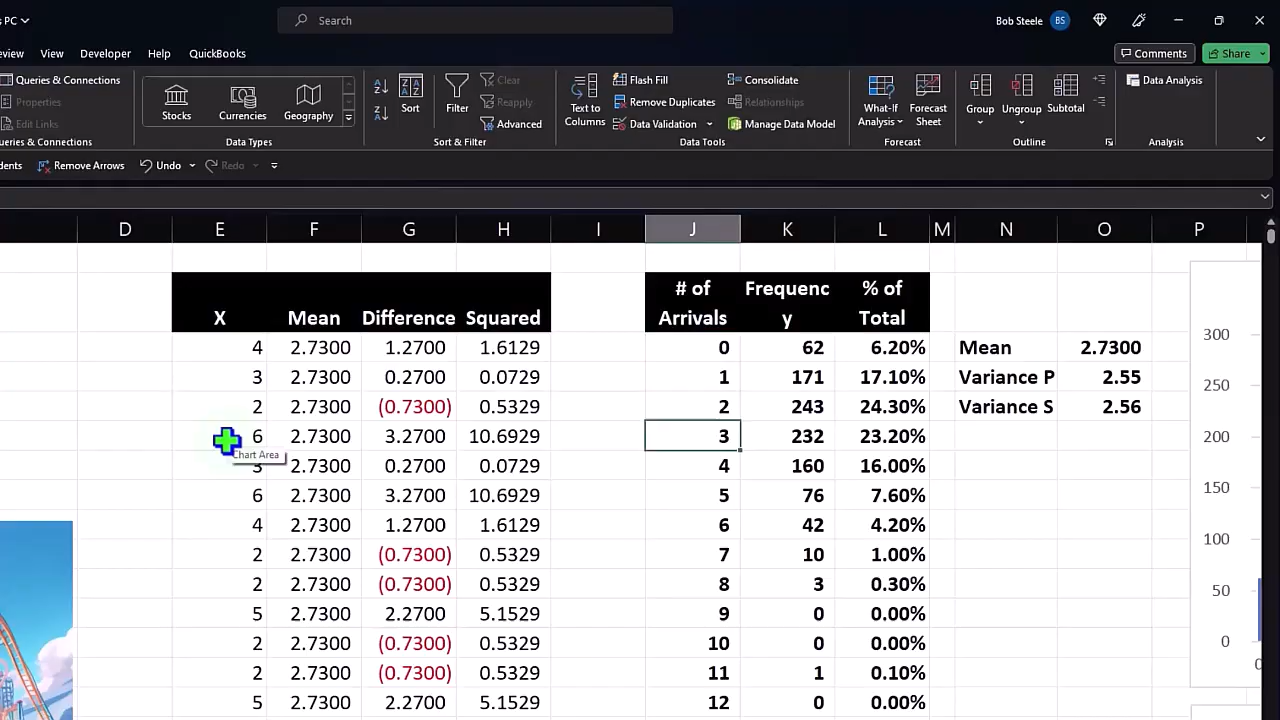 s PC
Search
Bob Steele BS
eview View Developer Help QuickBooks
Comments Share
Queries & Connections
Properties
Edit Links
ueries & Connections
Stocks Currencies Geography
Data Types
Sort Filter Clear Reapply Advanced
Sort & Filter
Text to Columns Flash Fill Remove Duplicates Data Validation
Consolidate Relationships Manage Data Model
Data Tools
What-If Analysis Forecast Sheet
Forecast
Group Ungroup Subtotal
Outline
Data Analysis
Analysis
dents Remove Arrows Undo Redo
D E F G H I J K L M N O P
# of Frequenc % of
X Mean Difference Squared Arrivals y Total
4 2.7300 1.2700 1.6129 0 62 6.20% Mean 2.7300
3 2.7300 0.2700 0.0729 1 171 17.10% Variance P 2.55
2 2.7300 (0.7300) 0.5329 2 243 24.30% Variance S 2.56
6 2.7300 3.2700 10.6929 3 232 23.20%
Chart Area
3 2.7300 0.2700 0.0729 4 160 16.00%
6 2.7300 3.2700 10.6929 5 76 7.60%
4 2.7300 1.2700 1.6129 6 42 4.20%
2 2.7300 (0.7300) 0.5329 7 10 1.00%
2 2.7300 (0.7300) 0.5329 8 3 0.30%
5 2.7300 2.2700 5.1529 9 0 0.00%
2 2.7300 (0.7300) 0.5329 10 0 0.00%
2 2.7300 (0.7300) 0.5329 11 1 0.10%
5 2.7300 2.2700 5.1529 12 0 0.00%
300
250
200
150
100
50
0
0